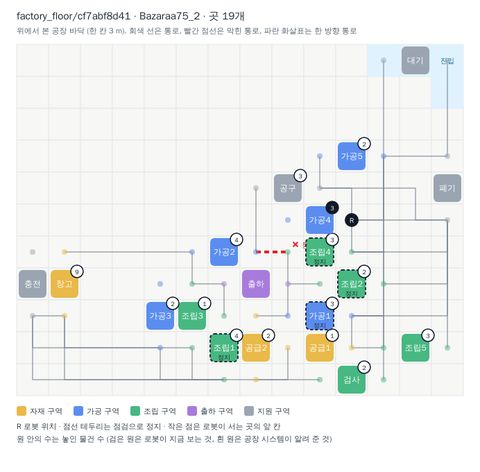 factory_floor/cf7abf8d41 · Bazaraa75_2 · 곳 19개
위에서 본 공장 바닥 (한 칸 3 m). 회색 선은 통로, 빨간 점선은 막힌 통로, 파란 화살표는 한 방향 통로
대기
진입
2
가공5
3
공구
폐기
3
가공4
R
4
가공2
×
3
조립4
정지
충전
9
창고
출하
2
조립2
정지
2
가공3
1
조립3
3
가공1
정지
4
조립1
정지
2
공급2
1
공급1
3
조립5
2
검사
자재 구역
가공 구역
조립 구역
출하 구역
지원 구역
R 로봇 위치 · 점선 테두리는 점검으로 정지 · 작은 점은 로봇이 서는 곳의 앞 칸
원 안의 수는 놓인 물건 수 (검은 원은 로봇이 지금 보는 것, 흰 원은 공장 시스템이 알려 준 것)